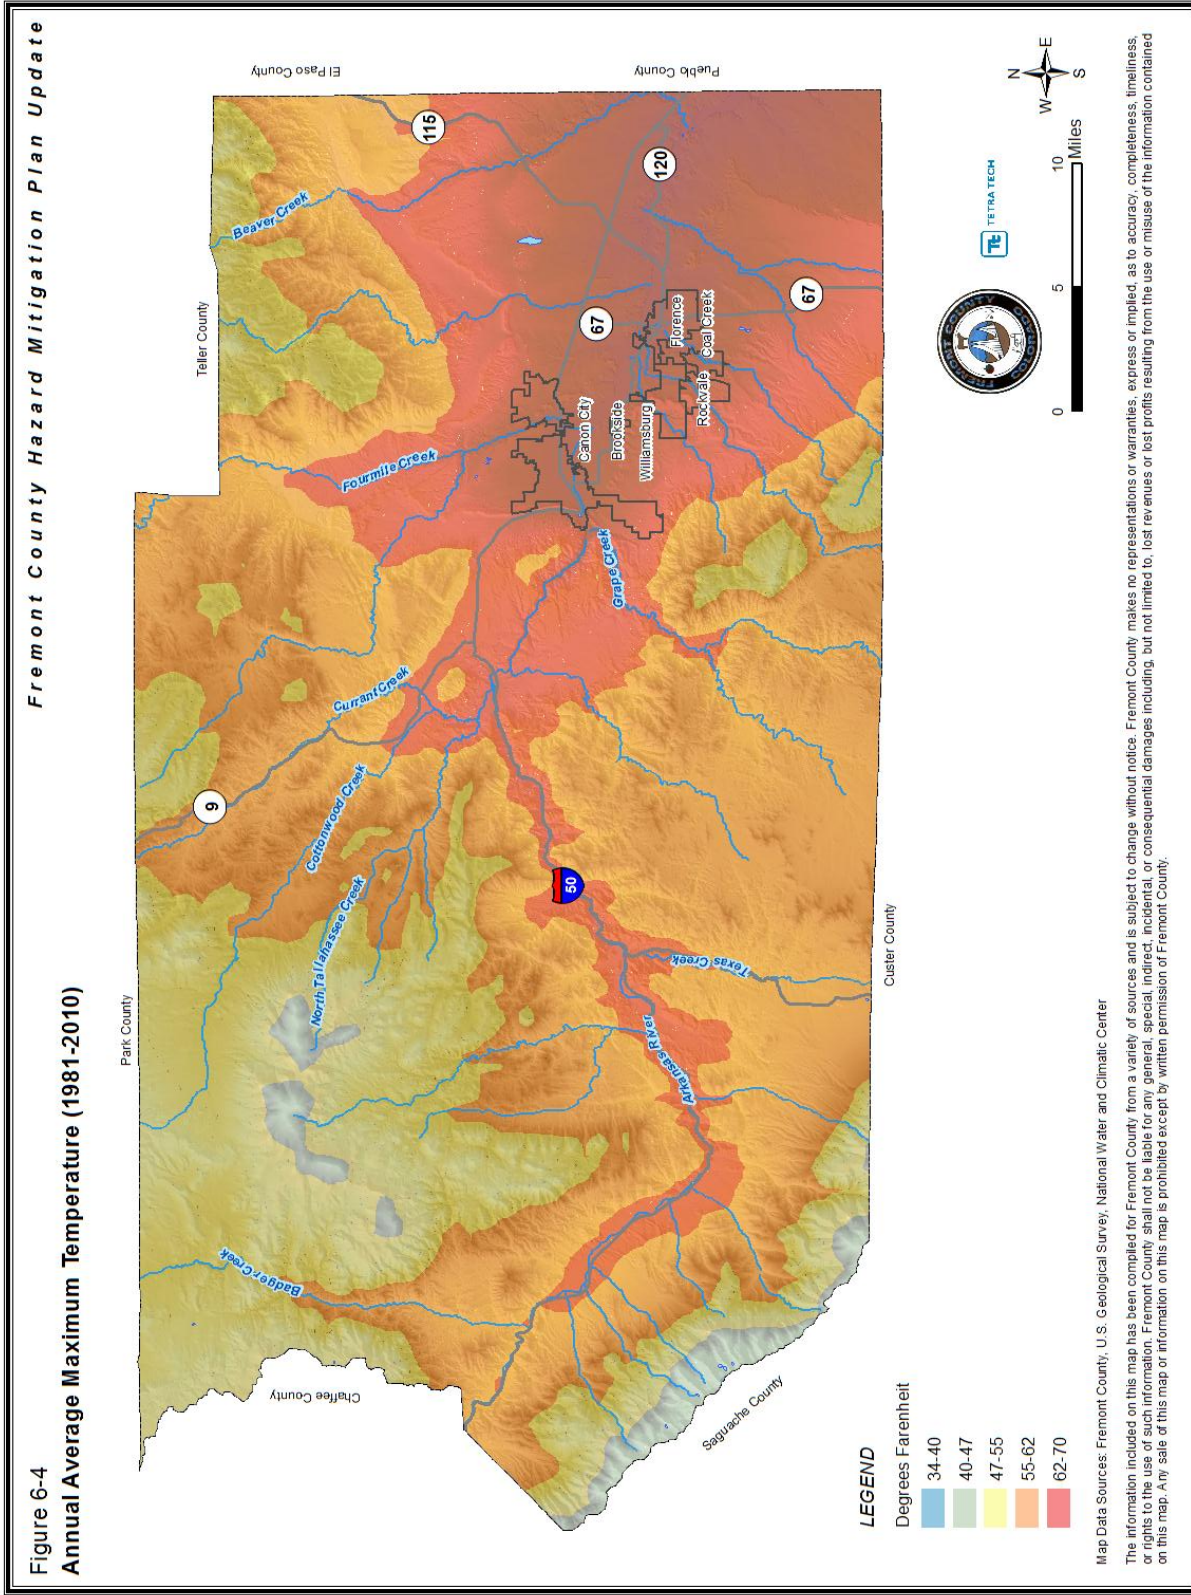 Fremont County Hazard Mitigation Plan Update
Figure 6-4
Annual Average Maximum Temperature (1981-2010)
Park County
Teller County
El Paso County
Pueblo County
Custer County
Saguache County
Chaffee County
9
115
120
67
67
50
Badger Creek
North Tallahassee Creek
Cottonwood Creek
Currant Creek
Fourmile Creek
Beaver Creek
Arkansas River
Texas Creek
Grape Creek
Canon City
Brookside
Williamsburg
Florence
Coal Creek
Rockvale
LEGEND
Degrees Farenheit
34-40
40-47
47-55
55-62
62-70
FREMONT COUNTY
COLORADO
Tt TETRA TECH
N
W E
S
0 5 10
Miles
Map Data Sources: Fremont County, U.S. Geological Survey, National Water and Climatic Center
The information included on this map has been compiled for Fremont County from a variety of sources and is subject to change without notice. Fremont County makes no representations or warranties, express or implied, as to accuracy, completeness, timeliness,
or rights to the use of such information. Fremont County shall not be liable for any general, special, indirect, incidental, or consequential damages including, but not limited to, lost revenues or lost profits resulting from the use or misuse of the information contained
on this map. Any sale of this map or information on this map is prohibited except by written permission of Fremont County.